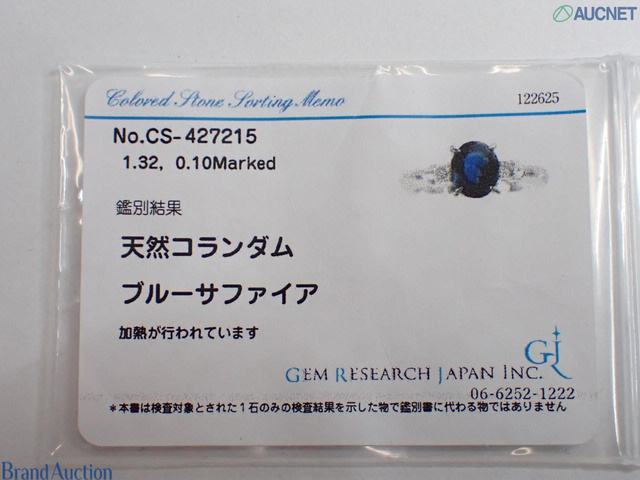 AUCNET
Colored Stone Sorting Memo
122625
No.CS-427215
1.32, 0.10Marked
鑑別結果
天然コランダム
ブルーサファイア
加熱が行われています
GJ
GEM RESEARCH JAPAN INC.
06-6252-1222
*本書は検査対象とされた1石のみの検査結果を示した物で鑑別書に代わる物ではありません
Brand Auction